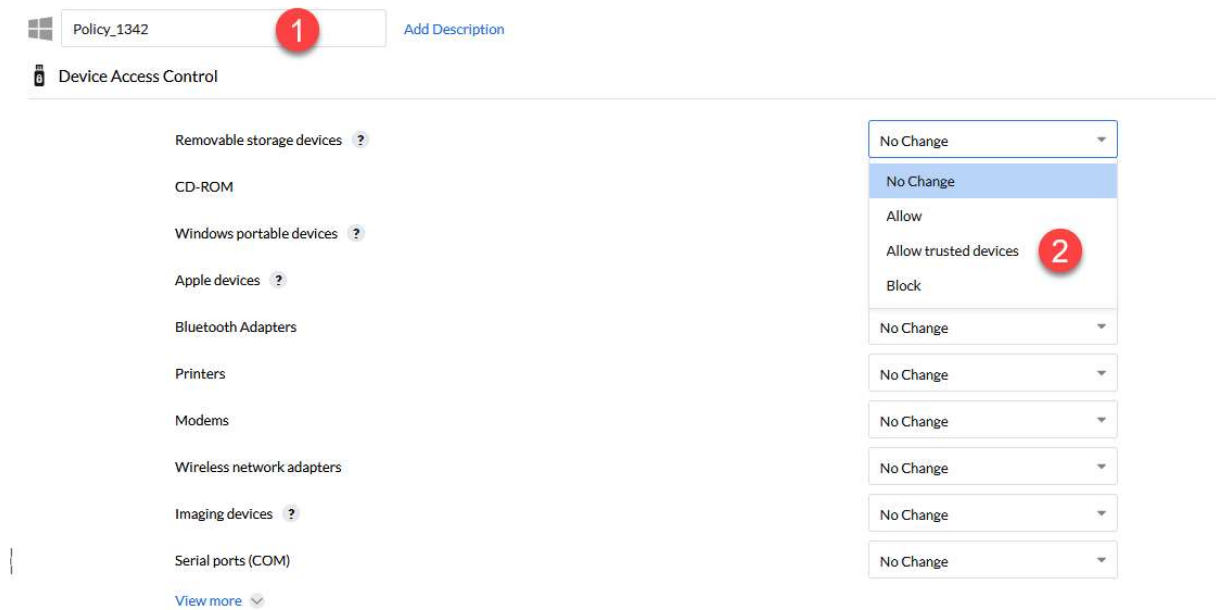 Policy_1342 1 Add Description
Device Access Control
Removable storage devices ? No Change
No Change
CD-ROM
Allow
Windows portable devices ?
Allow trusted devices 2
Apple devices ?
Block
Bluetooth Adapters No Change
Printers No Change
Modems No Change
Wireless network adapters No Change
Imaging devices ? No Change
Serial ports (COM) No Change
View more